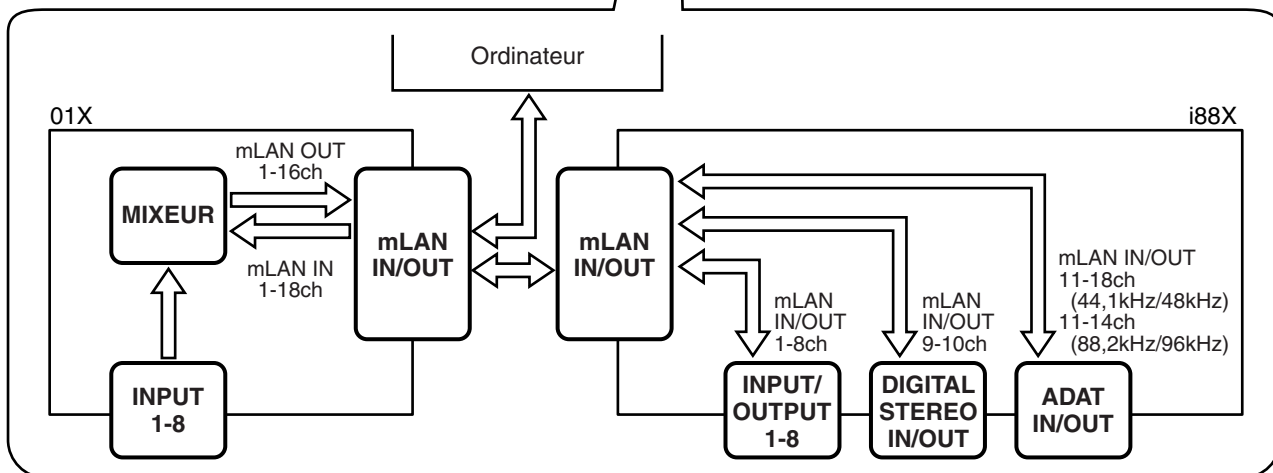 Ordinateur
01X
i88X
mLAN OUT
1-16ch
MIXEUR
mLAN IN
1-18ch
INPUT
1-8
mLAN
IN/OUT
mLAN
IN/OUT
mLAN
IN/OUT
1-8ch
mLAN
IN/OUT
9-10ch
mLAN IN/OUT
11-18ch
(44,1kHz/48kHz)
11-14ch
(88,2kHz/96kHz)
INPUT/
OUTPUT
1-8
DIGITAL
STEREO
IN/OUT
ADAT
IN/OUT